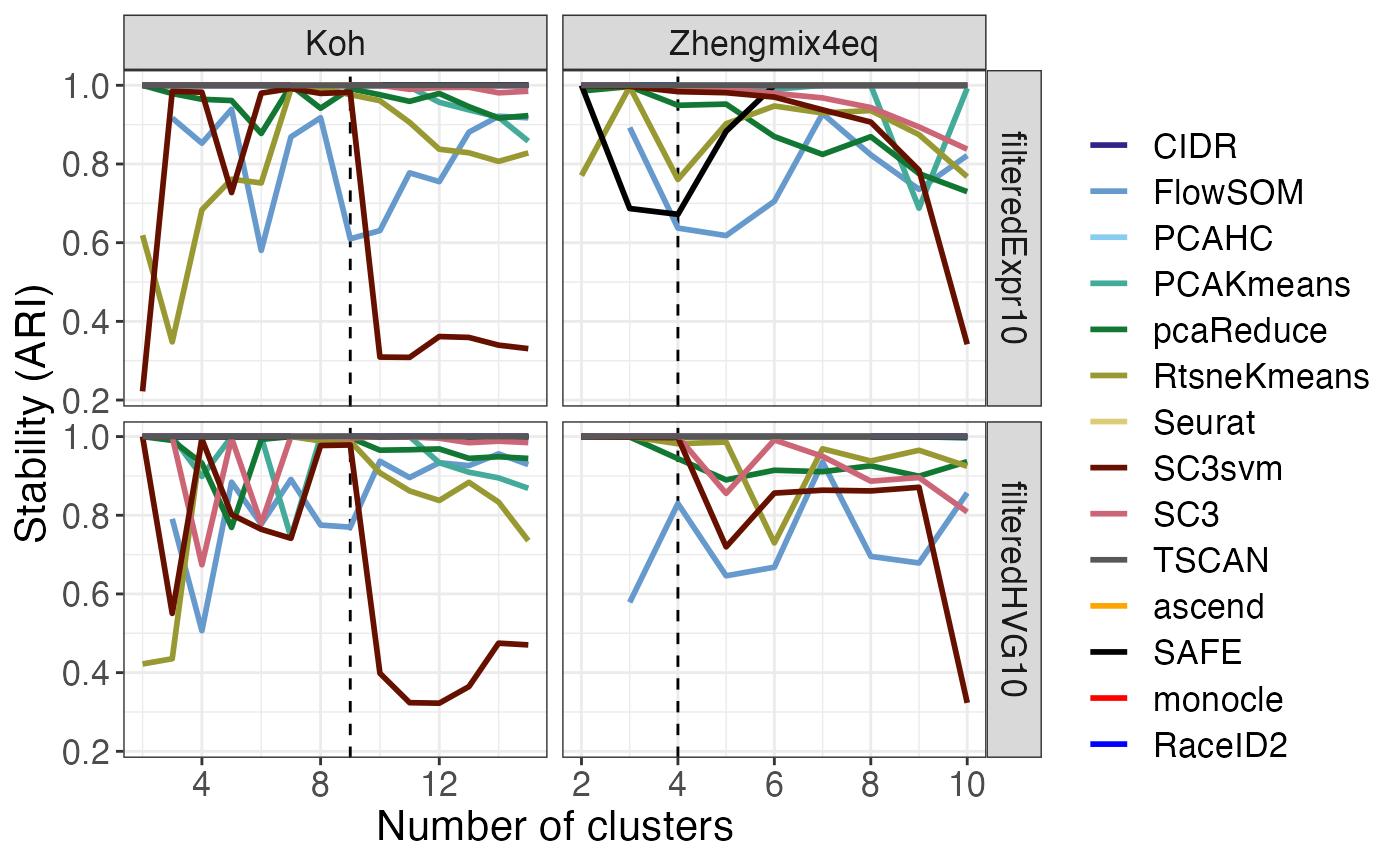 Koh
Zhengmix4eq
1.0
0.8
0.6
0.4
0.2
filteredExpr10
1.0
0.8
0.6
0.4
0.2
filteredHVG10
Stability (ARI)
4 8 12
2 4 6 8 10
Number of clusters
CIDR
FlowSOM
PCAHC
PCAKmeans
pcaReduce
RtsneKmeans
Seurat
SC3svm
SC3
TSCAN
ascend
SAFE
monocle
RaceID2